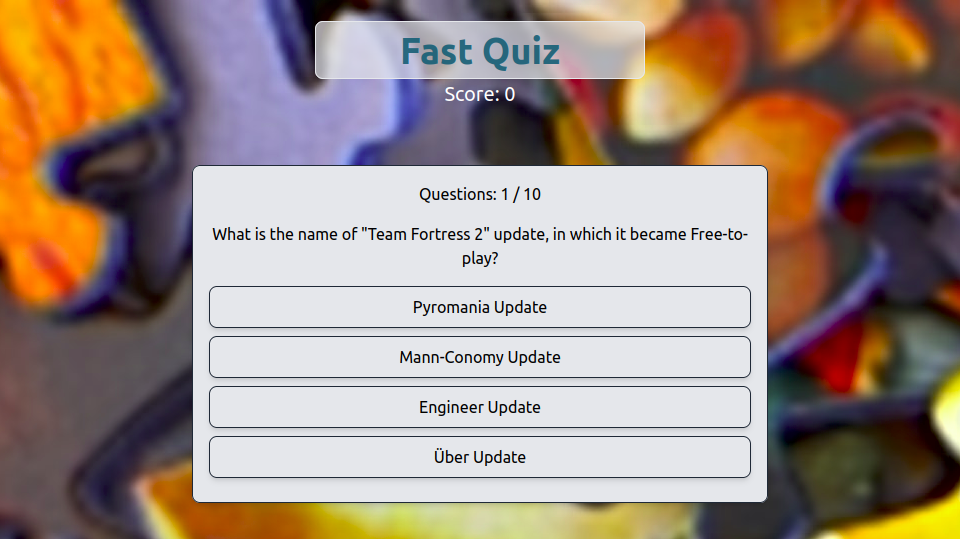 Fast Quiz
Score: 0
Questions: 1 / 10
What is the name of "Team Fortress 2" update, in which it became Free-to-
play?
Pyromania Update
Mann-Conomy Update
Engineer Update
Über Update